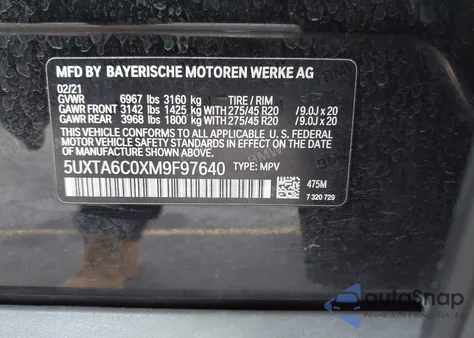 MFD BY BAYERISCHE MOTOREN WERKE AG
02/21
GVWR 6967 lbs 3160 kg TIRE / RIM
GAWR FRONT 3142 lbs 1425 kg WITH 275/45 R20 /9.0J x 20
GAWR REAR 3968 lbs 1800 kg WITH 275/45 R20 /9.0J x 20
THIS VEHICLE CONFORMS TO ALL APPLICABLE U. S. FEDERAL
MOTOR VEHICLE SAFETY STANDARDS IN EFFECT ON THE DATE OF
MANUFACTURE SHOWN ABOVE.
5UXTA6C0XM9F97640 TYPE: MPV
475M
7 320 729
autoSnap